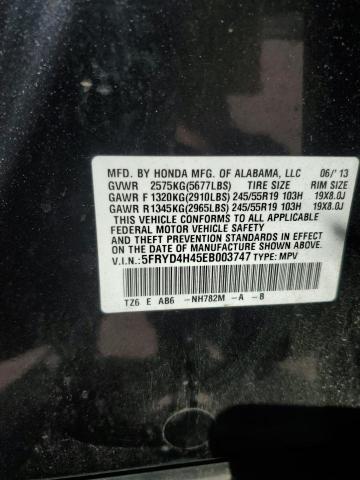 MFD. BY HONDA MFG. OF ALABAMA, LLC 06/'13
GVWR 2575KG(5677LBS) TIRE SIZE RIM SIZE
GAWR F 1320KG(2910LBS) 245/55R19 103H 19X8.0J
GAWR R1345KG(2965LBS) 245/55R19 103H 19X8.0J
THIS VEHICLE CONFORMS TO ALL APPLICABLE
FEDERAL MOTOR VEHICLE SAFETY AND THEFT
PREVENTION STANDARDS IN EFFECT ON THE
DATE OF MANUFACTURE SHOWN ABOVE.
V.I.N.: 5FRYD4H45EB003747 TYPE: MPV
TZ6 E AB6 -NH782M -A -B